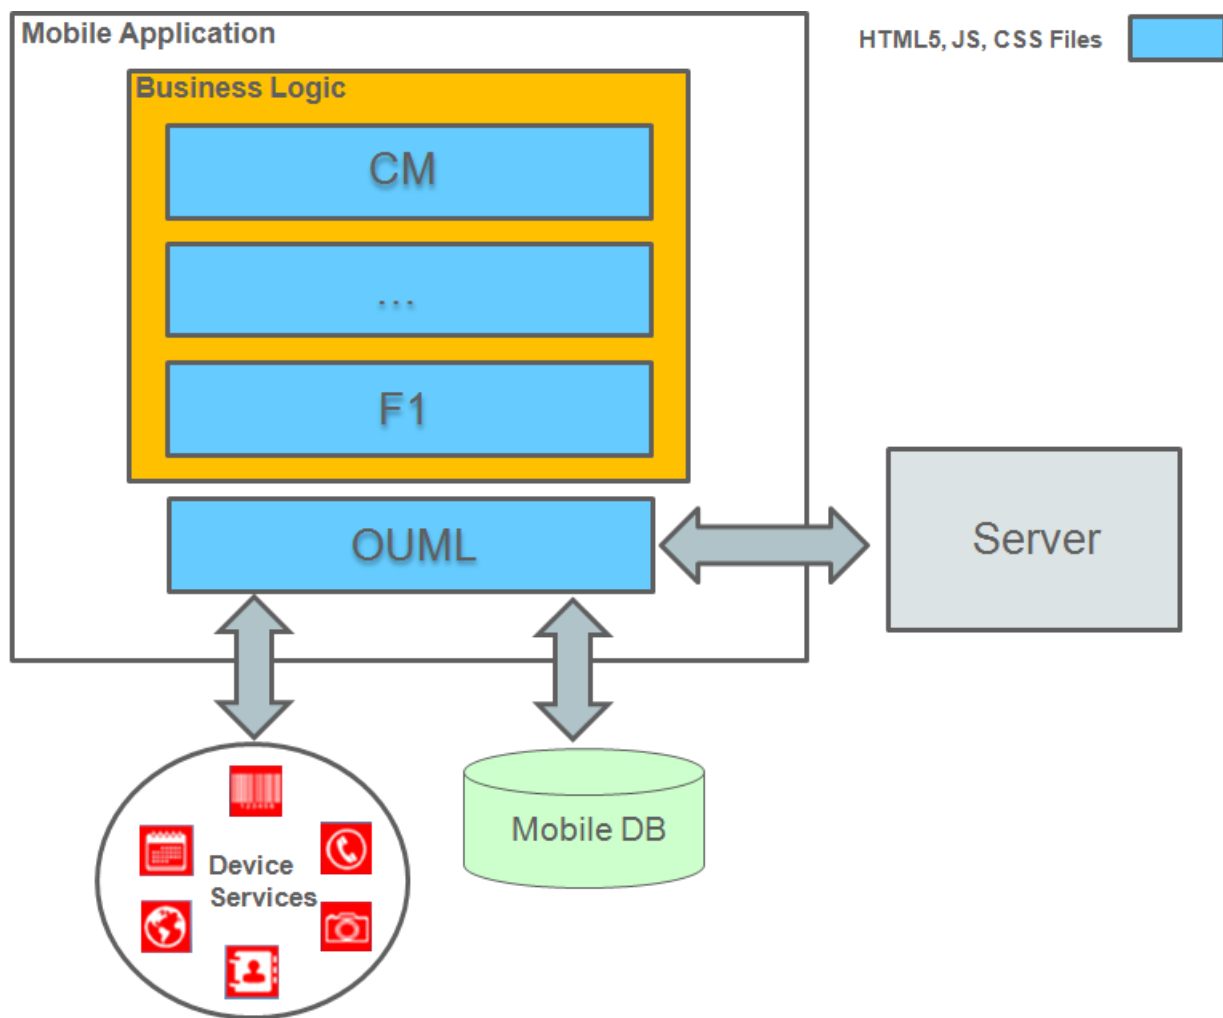 Mobile Application
HTML5, JS, CSS Files
Business Logic
CM
...
F1
OUML
Server
Mobile DB
Device
Services